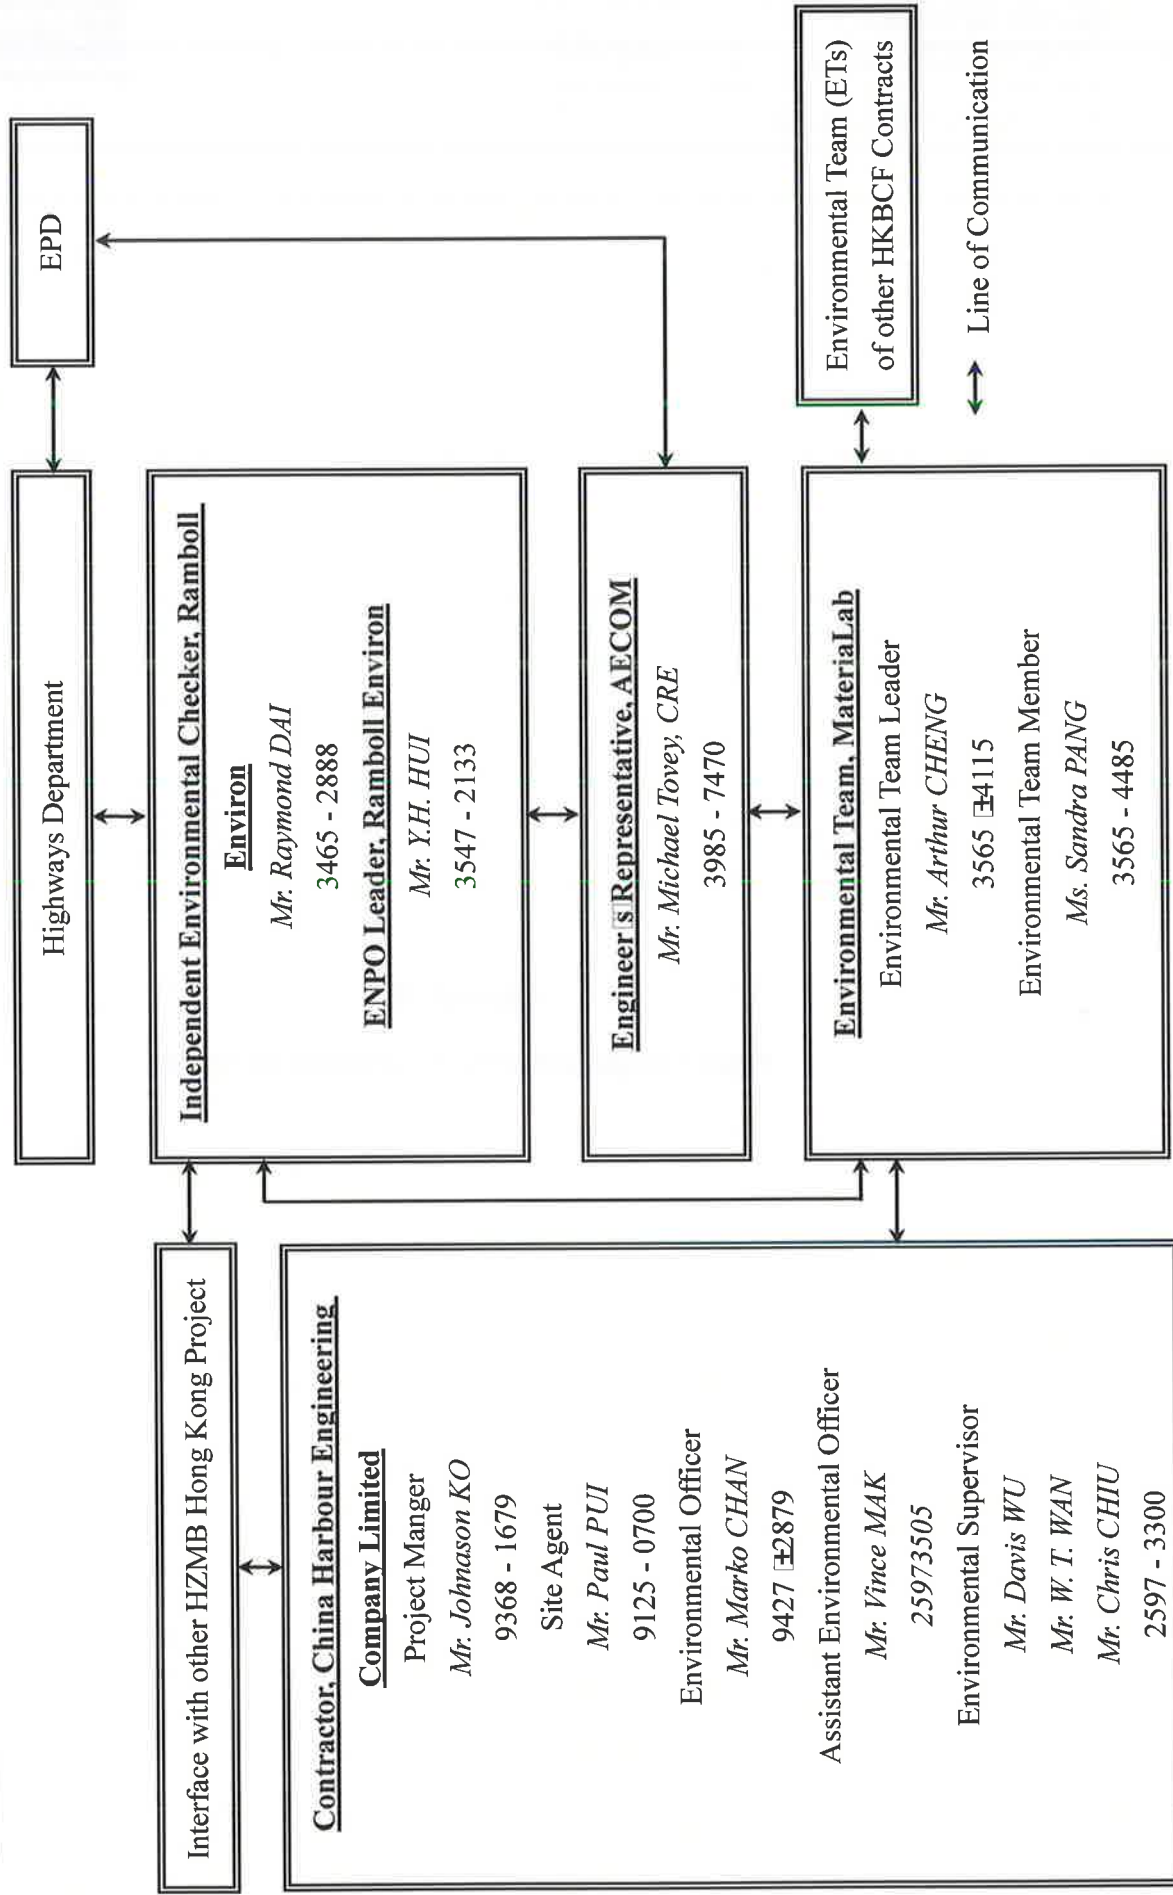 Highways Department
EPD
Interface with other HZMB Hong Kong Project
Independent Environmental Checker, Ramboll
Environ
Mr. Raymond DAI
3465 - 2888
ENPO Leader, Ramboll Environ
Mr. Y.H. HUI
3547 - 2133
Contractor, China Harbour Engineering
Company Limited
Project Manger
Mr. Johnason KO
9368 - 1679
Site Agent
Mr. Paul PUI
9125 - 0700
Environmental Officer
Mr. Marko CHAN
9427 ±2879
Assistant Environmental Officer
Mr. Vince MAK
25973505
Environmental Supervisor
Mr. Davis WU
Mr. W. T. WAN
Mr. Chris CHIU
2597 - 3300
Engineer□s Representative, AECOM
Mr. Michael Tovey, CRE
3985 - 7470
Environmental Team, MateriaLab
Environmental Team Leader
Mr. Arthur CHENG
3565 ±4115
Environmental Team Member
Ms. Sandra PANG
3565 - 4485
Environmental Team (ETs)
of other HKBCF Contracts
Line of Communication